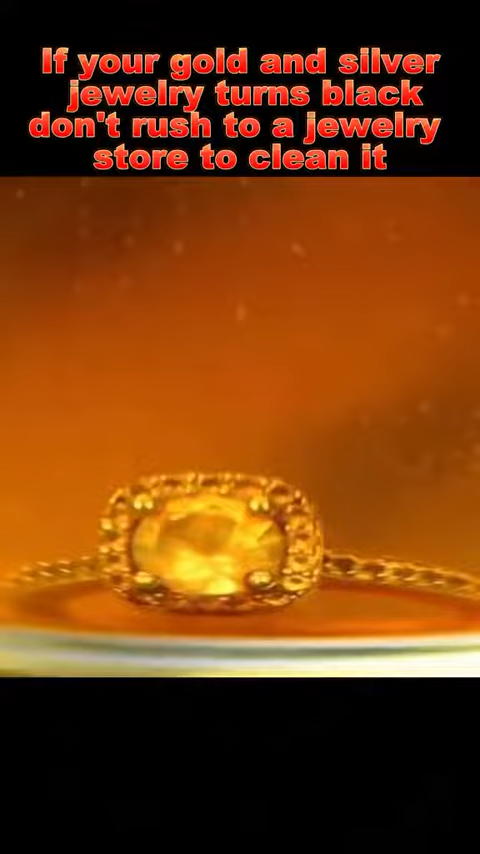 If your gold and silver
jewelry turns black
don't rush to a jewelry
store to clean it